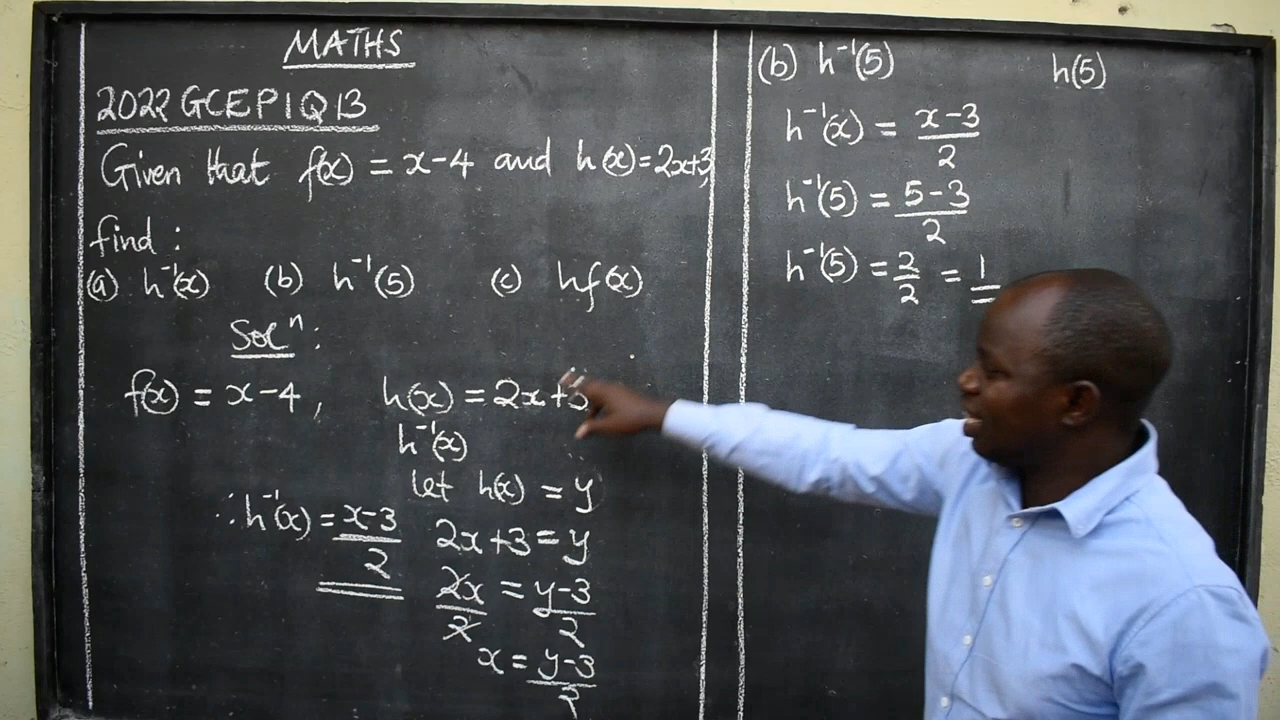 MATHS
2022 GCE P1 Q13
Given that f(x) = x-4 and h(x)=2x+3,
find :
(a) h⁻¹(x) (b) h⁻¹(5) (c) hf(x)
Solⁿ:
f(x) = x-4 , h(x) = 2x+3
h⁻¹(x)
let h(x) = y
∴ h⁻¹(x) = x-3/2
2x+3 = y
2x/2 = y-3/2
x = y-3/2
(b) h⁻¹(5) h(5)
h⁻¹(x) = x-3/2
h⁻¹(5) = 5-3/2
h⁻¹(5) = 2/2 = 1